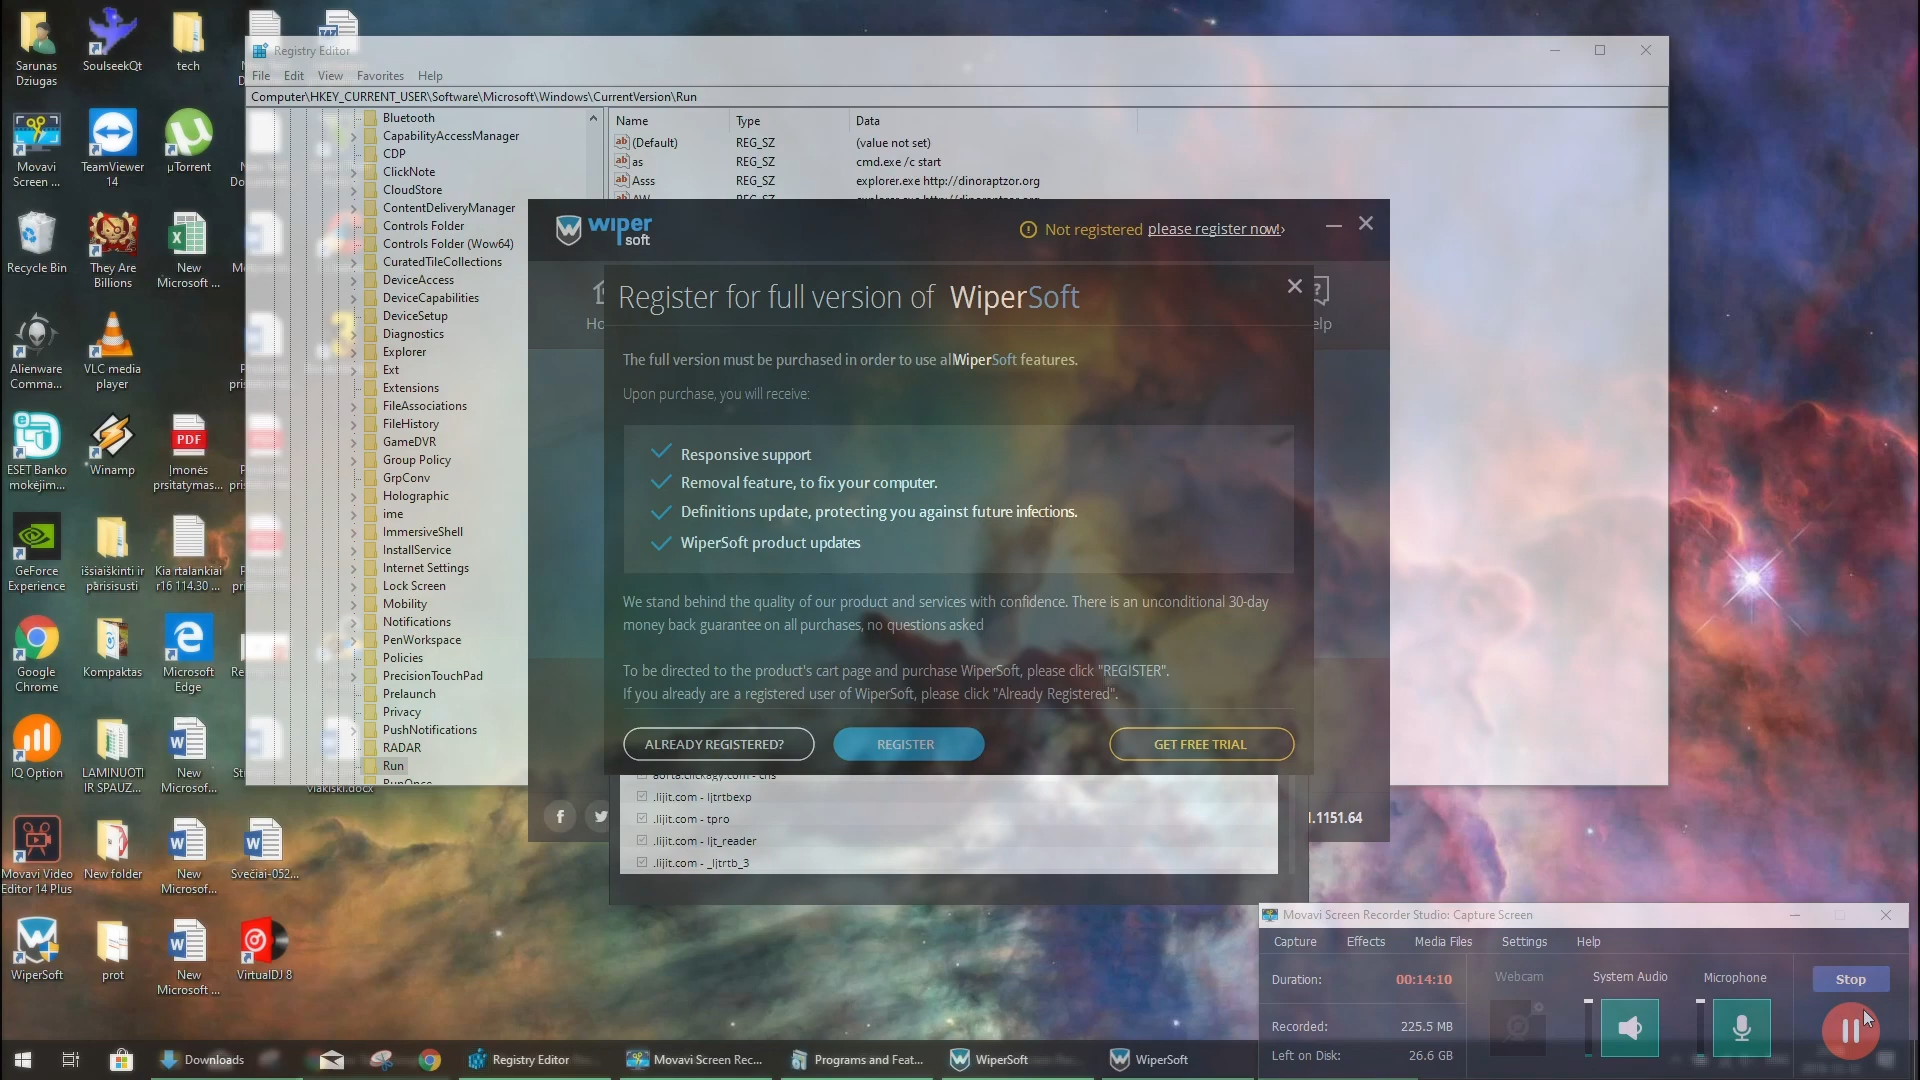 Sarunas
Dziugas
SoulseekQt
tech
Movavi
Screen ...
TeamViewer
14
µTorrent
Recycle Bin
They Are
Billions
New
Microsoft ...
Alienware
Comma...
VLC media
player
ESET Banko
mokėjim...
Winamp
Įmonės
prsitatymas...
GeForce
Experience
išsiaiškinti ir
parisisusti
Kia rtalankiai
r16 114.30 ...
Google
Chrome
Kompaktas
Microsoft
Edge
IQ Option
LAMINUOTI
IR SPAUZ...
New
Microsof...
Movavi Video
Editor 14 Plus
New folder
New
Microsof...
Svečiai-052...
WiperSoft
prot
New
Microsoft ...
VirtualDJ 8
Registry Editor
File Edit View Favorites Help
Computer\HKEY_CURRENT_USER\Software\Microsoft\Windows\CurrentVersion\Run
Bluetooth
CapabilityAccessManager
CDP
ClickNote
CloudStore
ContentDeliveryManager
Controls Folder
Controls Folder (Wow64)
CuratedTileCollections
DeviceAccess
DeviceCapabilities
DeviceSetup
Diagnostics
Explorer
Ext
Extensions
FileAssociations
FileHistory
GameDVR
Group Policy
GrpConv
Holographic
ime
ImmersiveShell
InstallService
Internet Settings
Lock Screen
Mobility
Notifications
PenWorkspace
Policies
PrecisionTouchPad
Prelaunch
Privacy
PushNotifications
RADAR
Run
RunOnce
Name Type Data
(Default) REG_SZ (value not set)
as REG_SZ cmd.exe /c start
Asss REG_SZ explorer.exe http://dinoraptzor.org
wiper
soft
Not registered please register now!›
Register for full version of WiperSoft
The full version must be purchased in order to use all WiperSoft features.
Upon purchase, you will receive:
Responsive support
Removal feature, to fix your computer.
Definitions update, protecting you against future infections.
WiperSoft product updates
We stand behind the quality of our product and services with confidence. There is an unconditional 30-day
money back guarantee on all purchases, no questions asked
To be directed to the product's cart page and purchase WiperSoft, please click "REGISTER".
If you already are a registered user of WiperSoft, please click "Already Registered".
ALREADY REGISTERED? REGISTER GET FREE TRIAL
aorta.clickagy.com - chs
.lijit.com - ljtrtbexp
.lijit.com - tpro
.lijit.com - ljt_reader
.lijit.com - _ljtrtb_3
.1151.64
Movavi Screen Recorder Studio: Capture Screen
Capture Effects Media Files Settings Help
Duration: 00:14:10
Webcam System Audio Microphone
Stop
Recorded: 225.5 MB
Left on Disk: 26.6 GB
Downloads
Registry Editor
Movavi Screen Rec...
Programs and Feat...
WiperSoft
WiperSoft